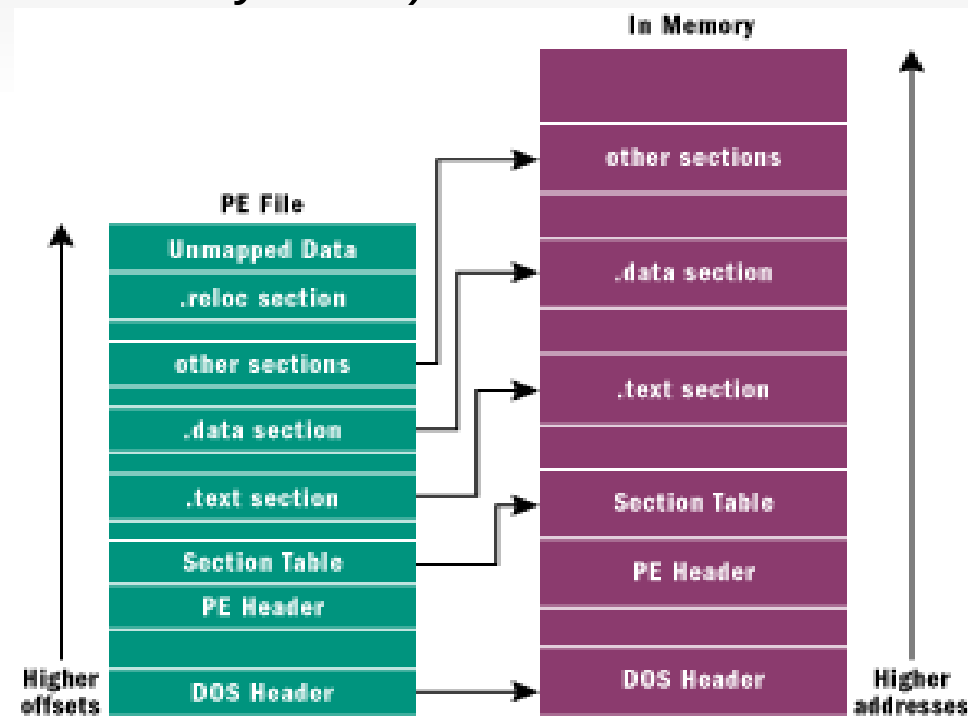 In Memory
other sections
.data section
.text section
Section Table
PE Header
DOS Header
Higher
addresses
PE File
Unmapped Data
.reloc section
other sections
.data section
.text section
Section Table
PE Header
DOS Header
Higher
offsets